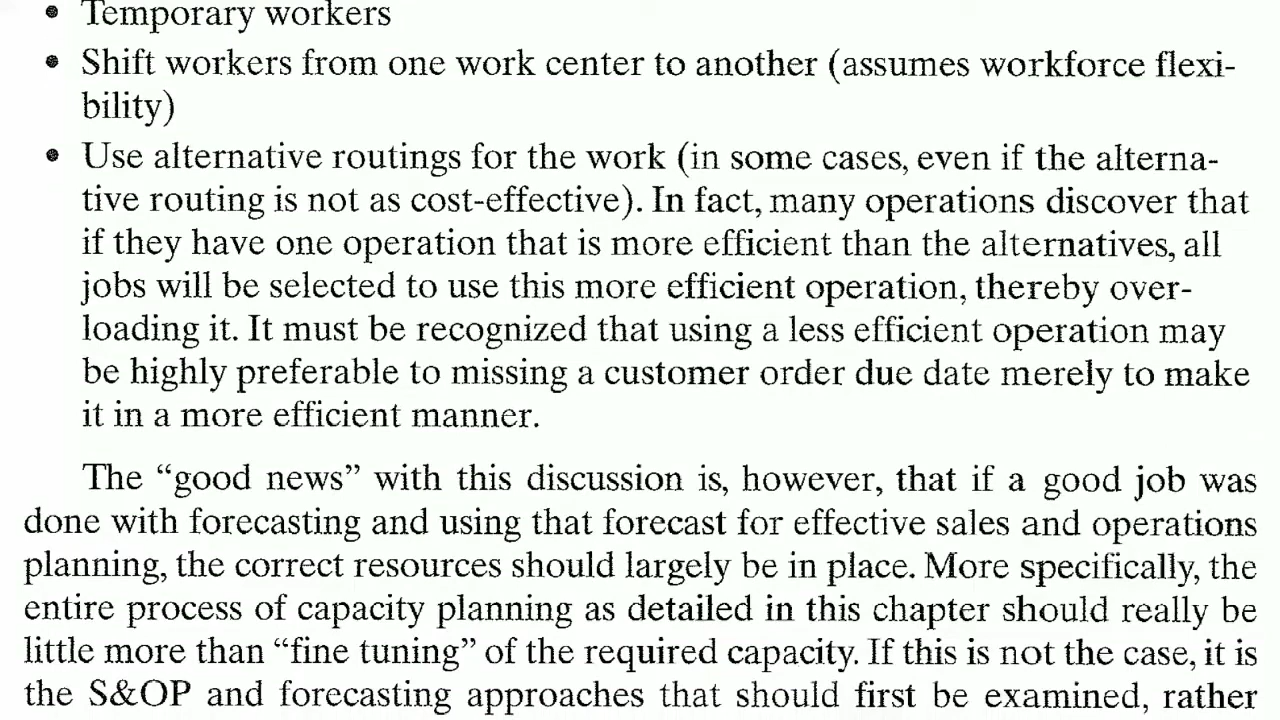 • Temporary workers
• Shift workers from one work center to another (assumes workforce flexi-
bility)
• Use alternative routings for the work (in some cases, even if the alterna-
tive routing is not as cost-effective). In fact, many operations discover that
if they have one operation that is more efficient than the alternatives, all
jobs will be selected to use this more efficient operation, thereby over-
loading it. It must be recognized that using a less efficient operation may
be highly preferable to missing a customer order due date merely to make
it in a more efficient manner.
The “good news” with this discussion is, however, that if a good job was
done with forecasting and using that forecast for effective sales and operations
planning, the correct resources should largely be in place. More specifically, the
entire process of capacity planning as detailed in this chapter should really be
little more than “fine tuning” of the required capacity. If this is not the case, it is
the S&OP and forecasting approaches that should first be examined, rather